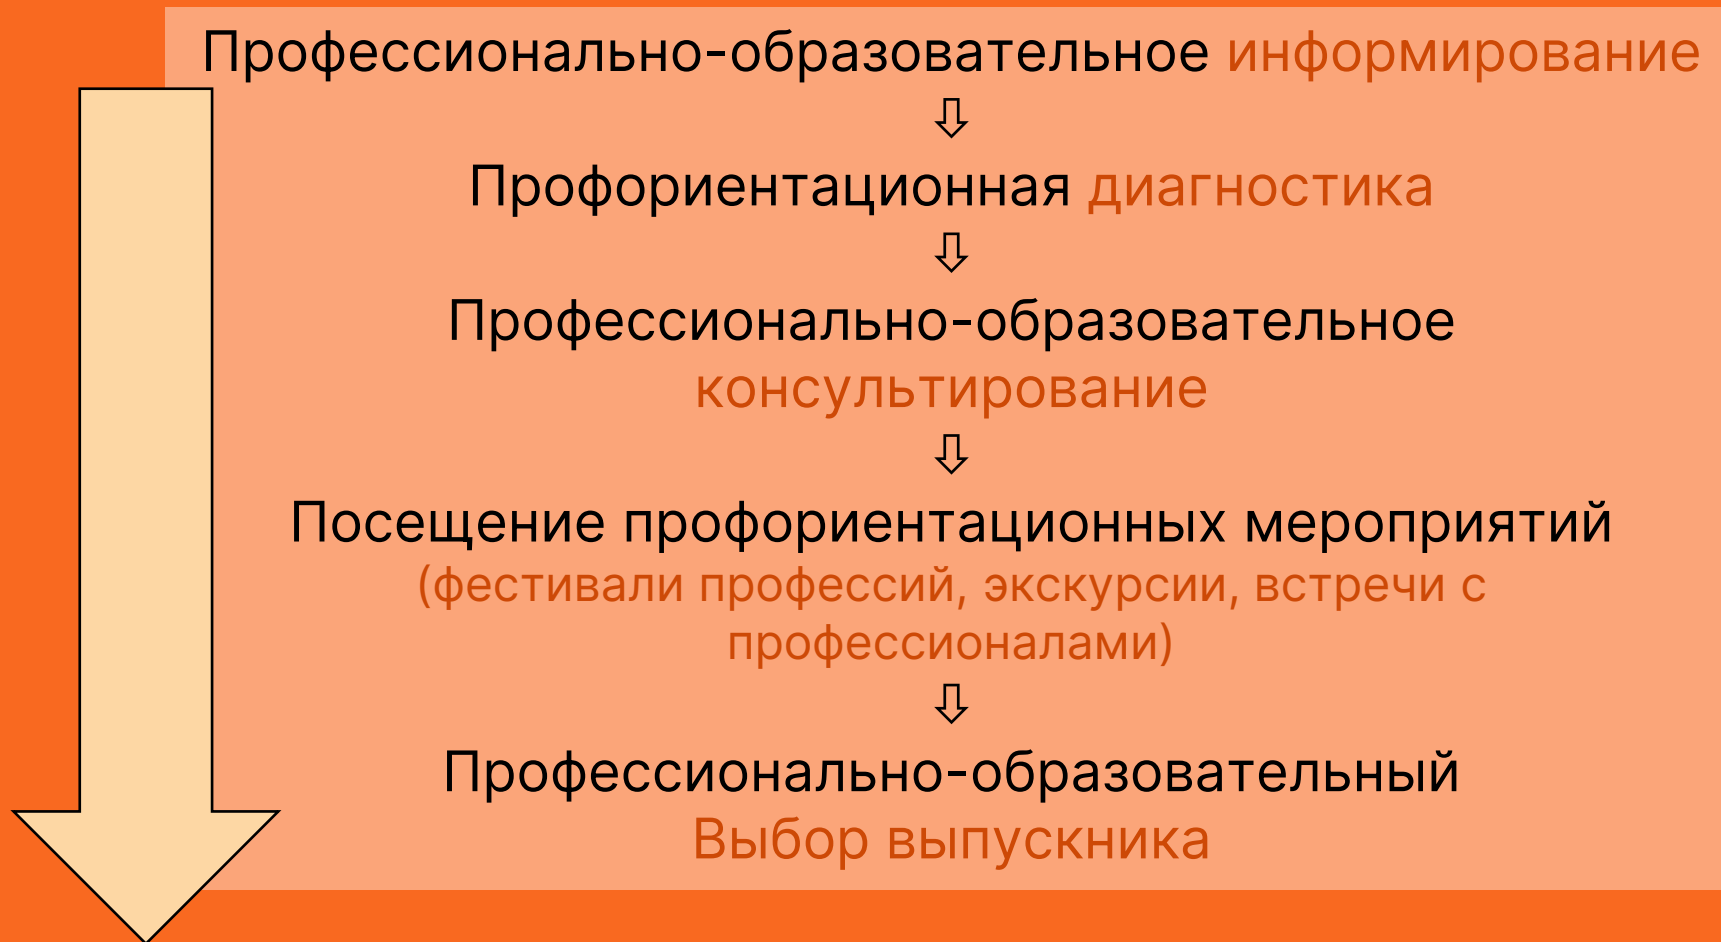 Профессионально-образовательное информирование
⇩
Профориентационная диагностика
⇩
Профессионально-образовательное
консультирование
⇩
Посещение профориентационных мероприятий
(фестивали профессий, экскурсии, встречи с
профессионалами)
⇩
Профессионально-образовательный
Выбор выпускника